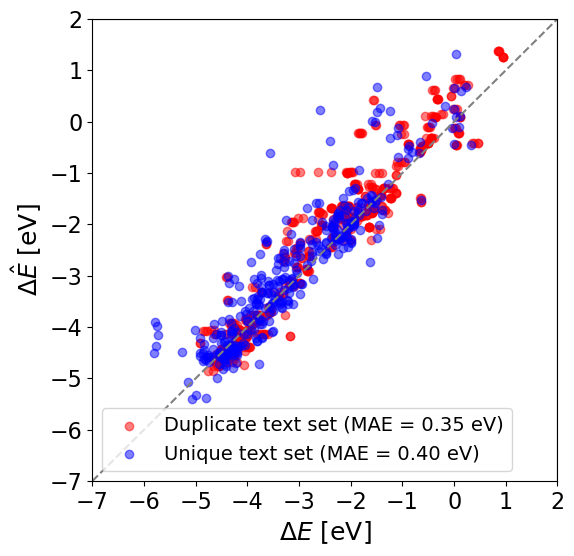 2
1
0
−1
−2
−3
−4
−5
−6
−7
ΔÊ [eV]
Duplicate text set (MAE = 0.35 eV)
Unique text set (MAE = 0.40 eV)
−7 −6 −5 −4 −3 −2 −1 0 1 2
ΔE [eV]